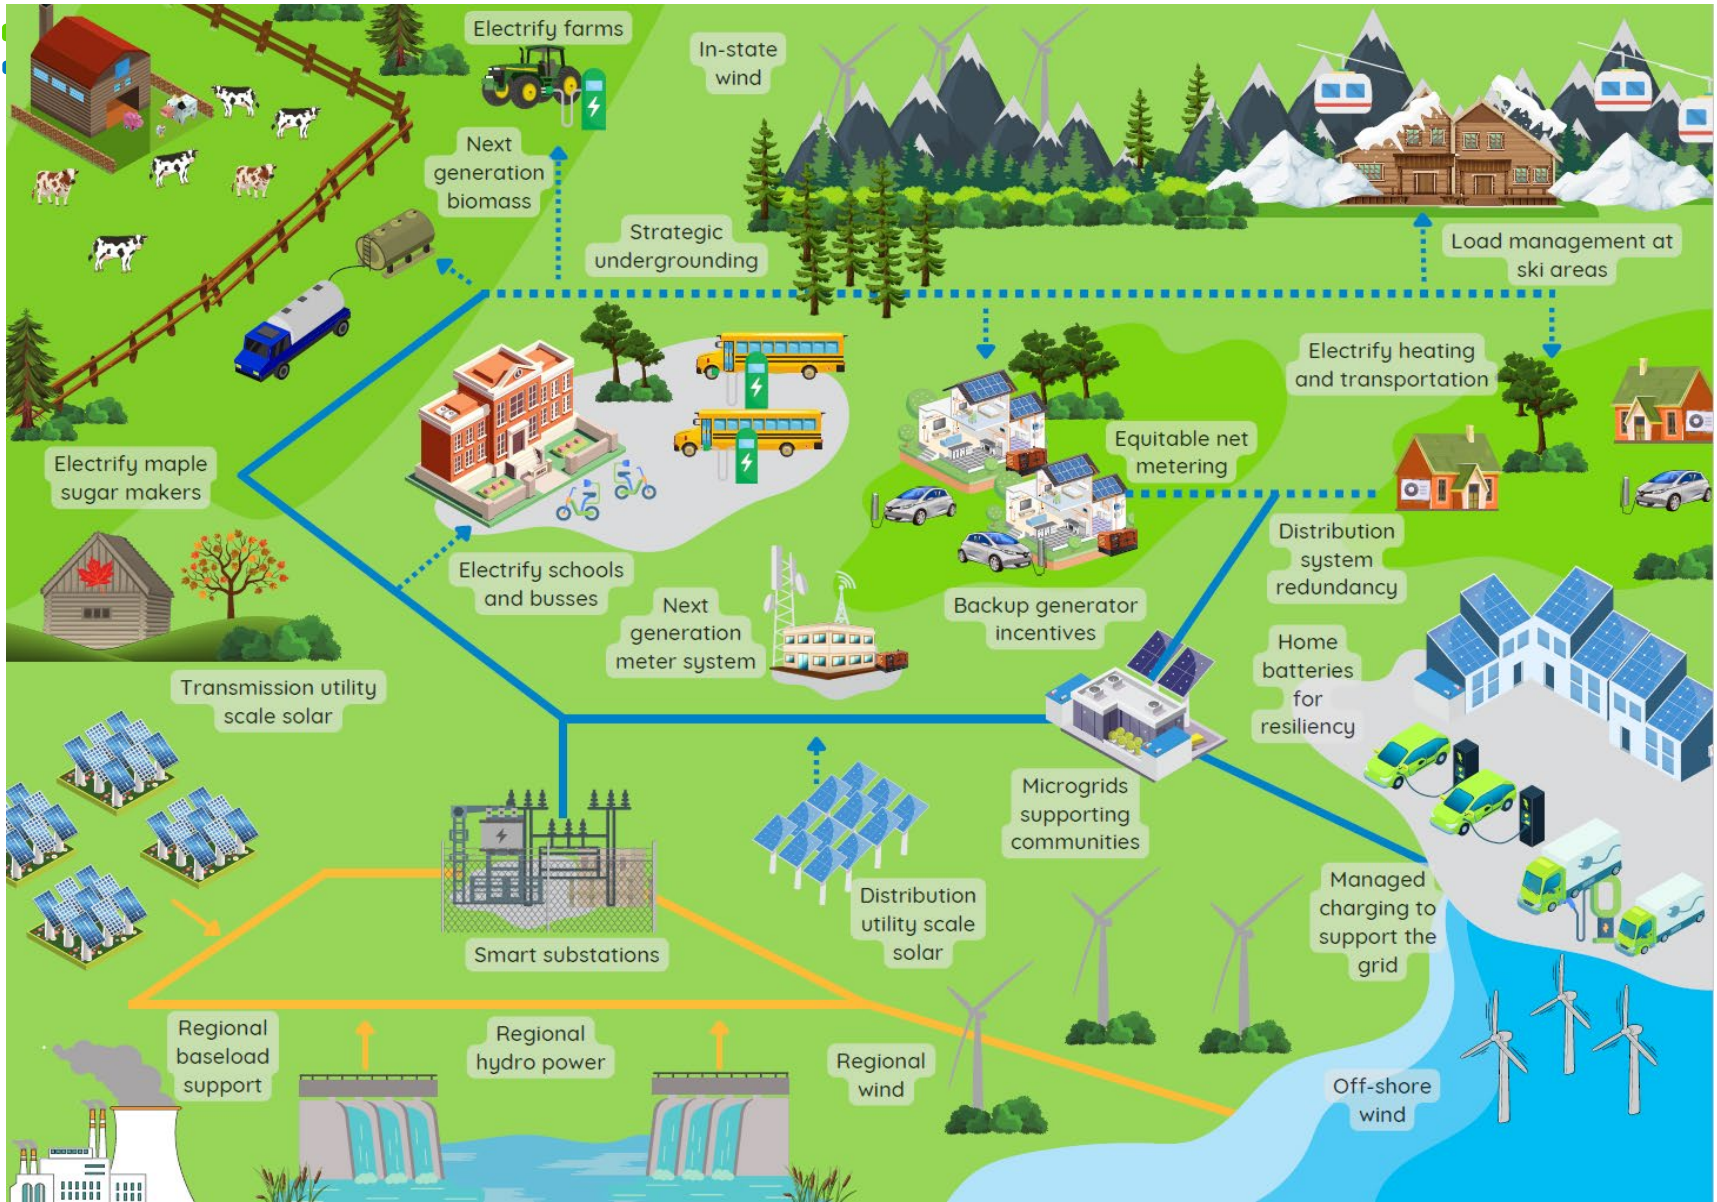 Electrify farms
In-state
wind
Next
generation
biomass
Strategic
undergrounding
Load management at
ski areas
Electrify heating
and transportation
Equitable net
metering
Electrify maple
sugar makers
Distribution
system
redundancy
Electrify schools
and busses
Next
generation
meter system
Backup generator
incentives
Home
batteries
for
resiliency
Transmission utility
scale solar
Microgrids
supporting
communities
Distribution
utility scale
solar
Managed
charging to
support the
grid
Smart substations
Regional
baseload
support
Regional
hydro power
Regional
wind
Off-shore
wind